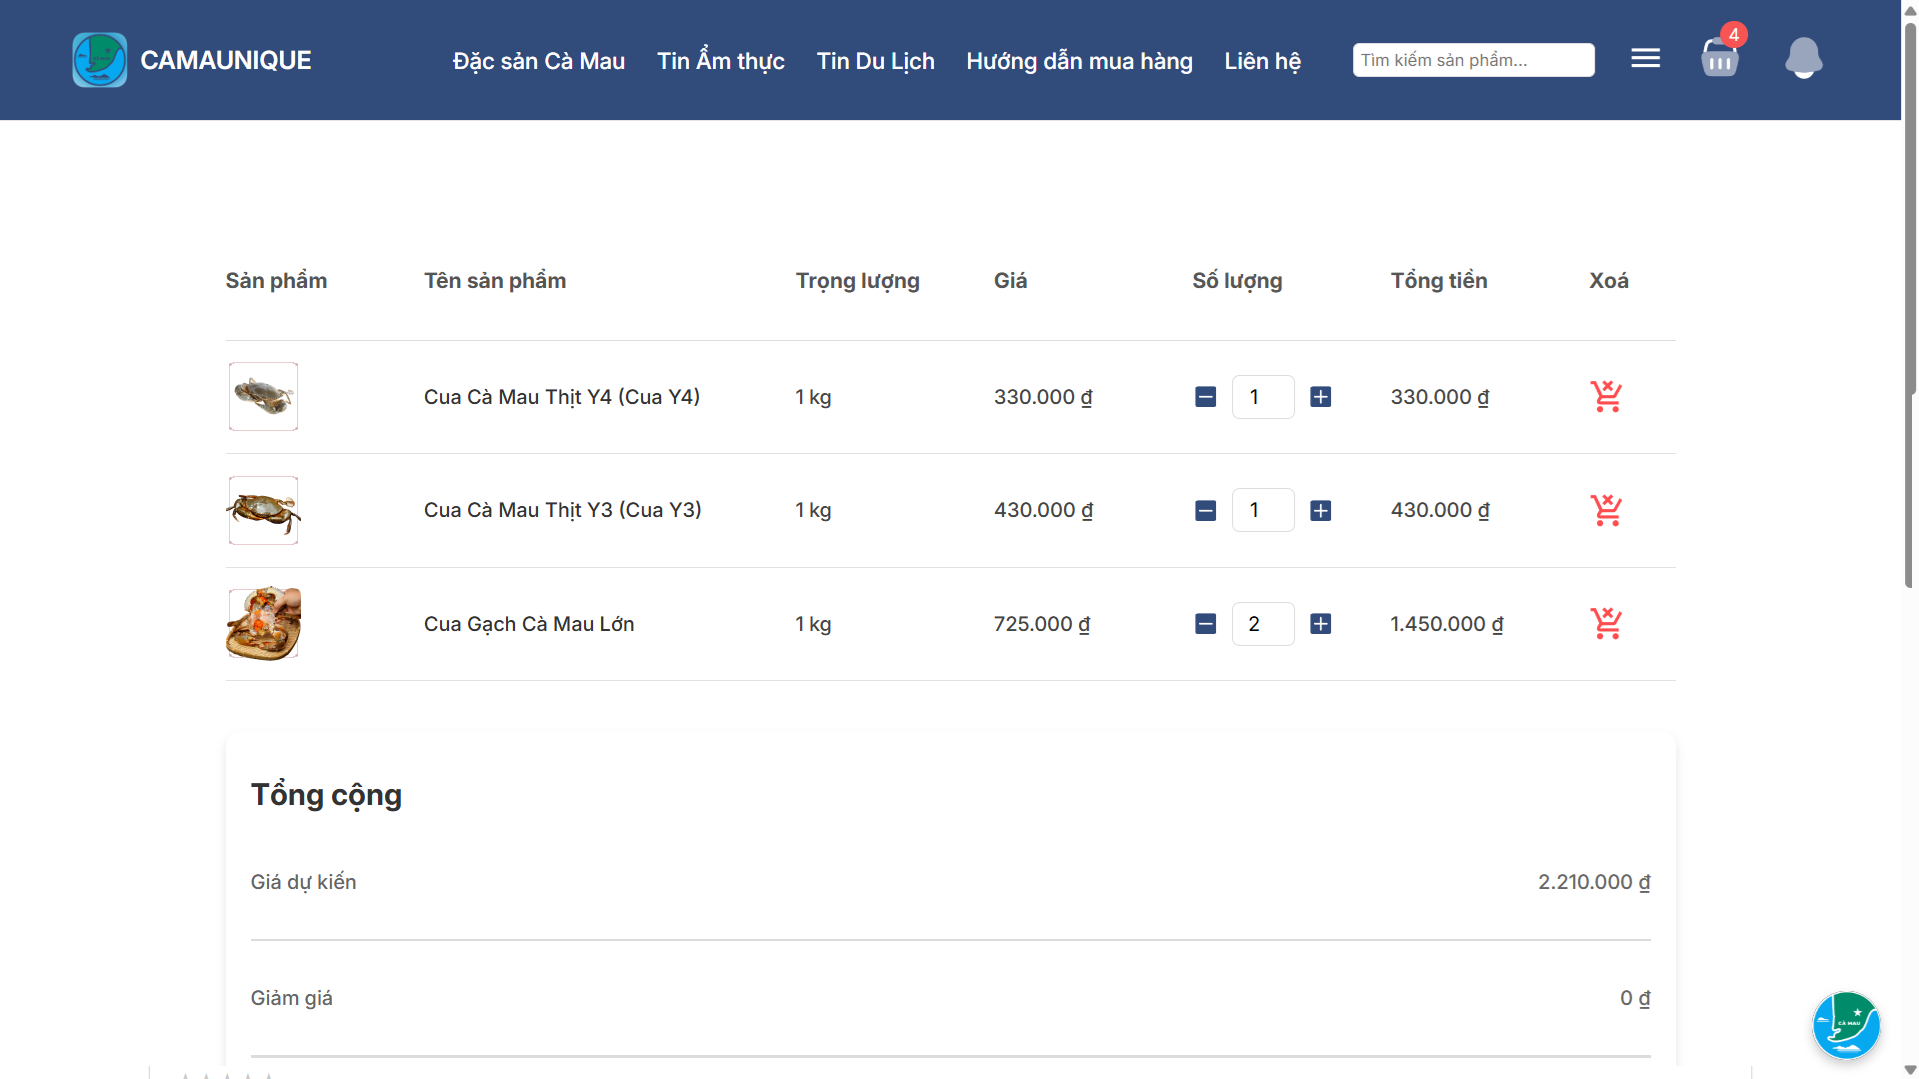 CAMAUNIQUE
Đặc sản Cà Mau Tin Ẩm thực Tin Du Lịch Hướng dẫn mua hàng Liên hệ
Tìm kiếm sản phẩm...
4
Sản phẩm Tên sản phẩm Trọng lượng Giá Số lượng Tổng tiền Xoá
Cua Cà Mau Thịt Y4 (Cua Y4) 1 kg 330.000 ₫ 1 330.000 ₫
Cua Cà Mau Thịt Y3 (Cua Y3) 1 kg 430.000 ₫ 1 430.000 ₫
Cua Gạch Cà Mau Lớn 1 kg 725.000 ₫ 2 1.450.000 ₫
Tổng cộng
Giá dự kiến 2.210.000 ₫
Giảm giá 0 ₫
CÀ MAU